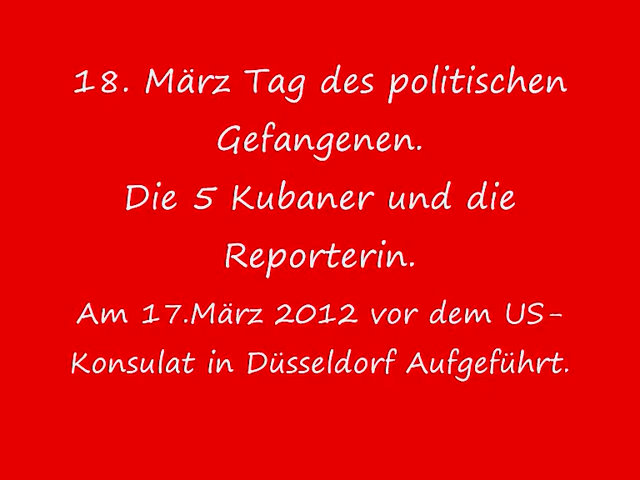 18. März Tag des politischen
Gefangenen.
Die 5 Kubaner und die
Reporterin.
Am 17.März 2012 vor dem US-
Konsulat in Düsseldorf Aufgeführt.